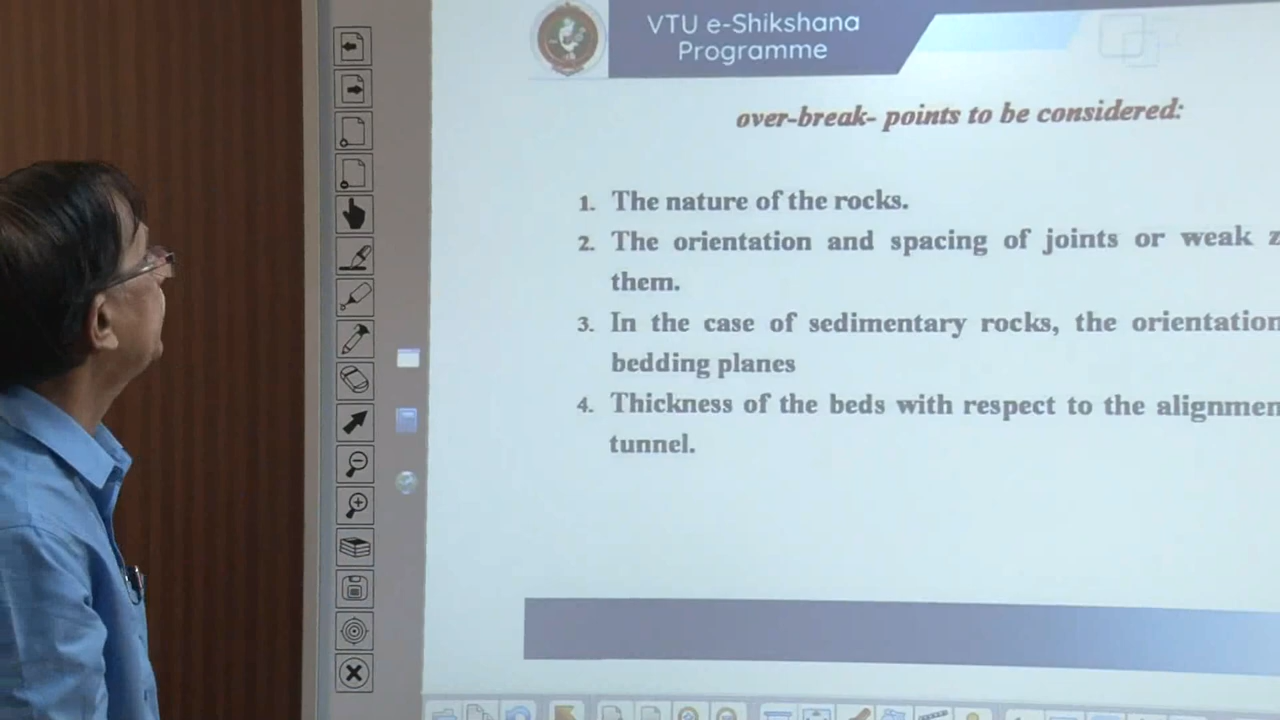 VTU e-Shikshana
Programme
over-break- points to be considered:
1. The nature of the rocks.
2. The orientation and spacing of joints or weak
them.
3. In the case of sedimentary rocks, the orientation
bedding planes
4. Thickness of the beds with respect to the
tunnel.